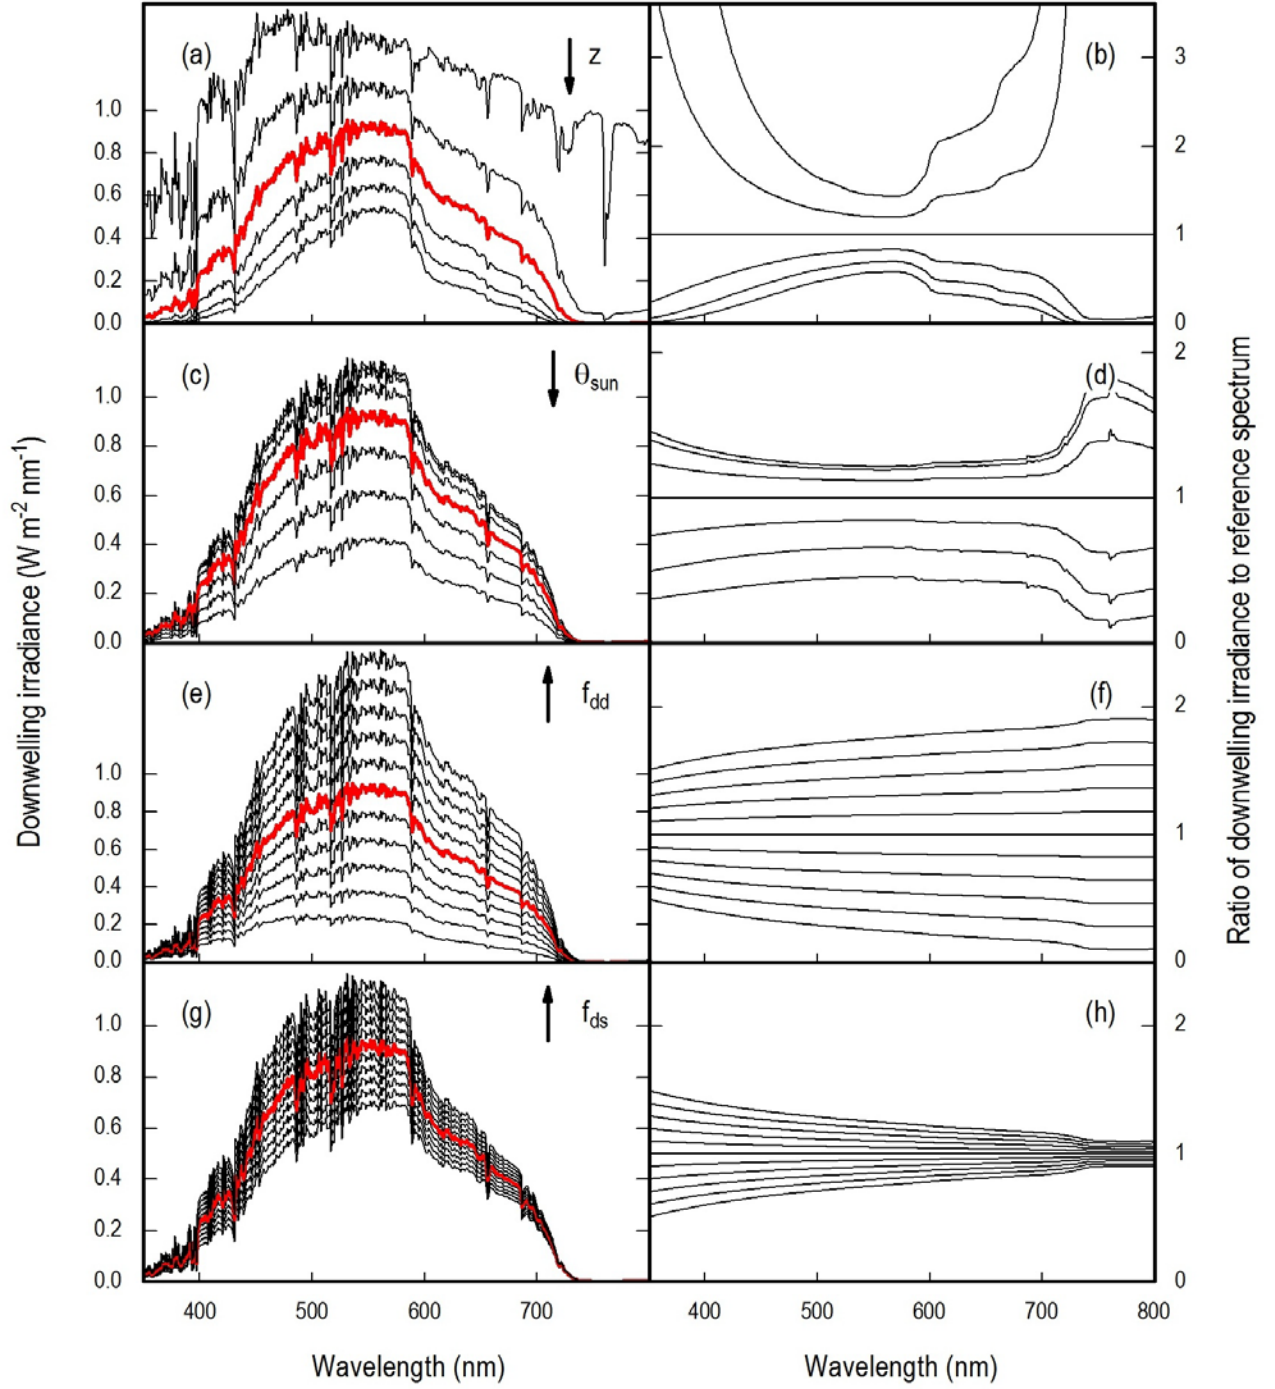 (a)
z
1.0
0.8
0.6
0.4
0.2
0.0
(b)
3
2
1
0
(c)
θsun
1.0
0.8
0.6
0.4
0.2
0.0
(d)
2
1
0
(e)
fdd
1.0
0.8
0.6
0.4
0.2
0.0
(f)
2
1
0
(g)
fds
1.0
0.8
0.6
0.4
0.2
0.0
(h)
2
1
0
400 500 600 700
400 500 600 700 800
Wavelength (nm)
Wavelength (nm)
Downwelling irradiance (W m-2 nm-1)
Ratio of downwelling irradiance to reference spectrum